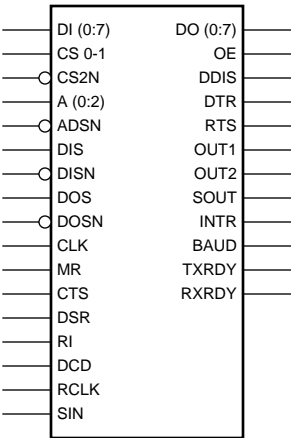 DI (0:7) DO (0:7)
CS 0-1 OE
CS2N DDIS
A (0:2) DTR
ADSN RTS
DIS OUT1
DISN OUT2
DOS SOUT
DOSN INTR
CLK BAUD
MR TXRDY
CTS RXRDY
DSR
RI
DCD
RCLK
SIN